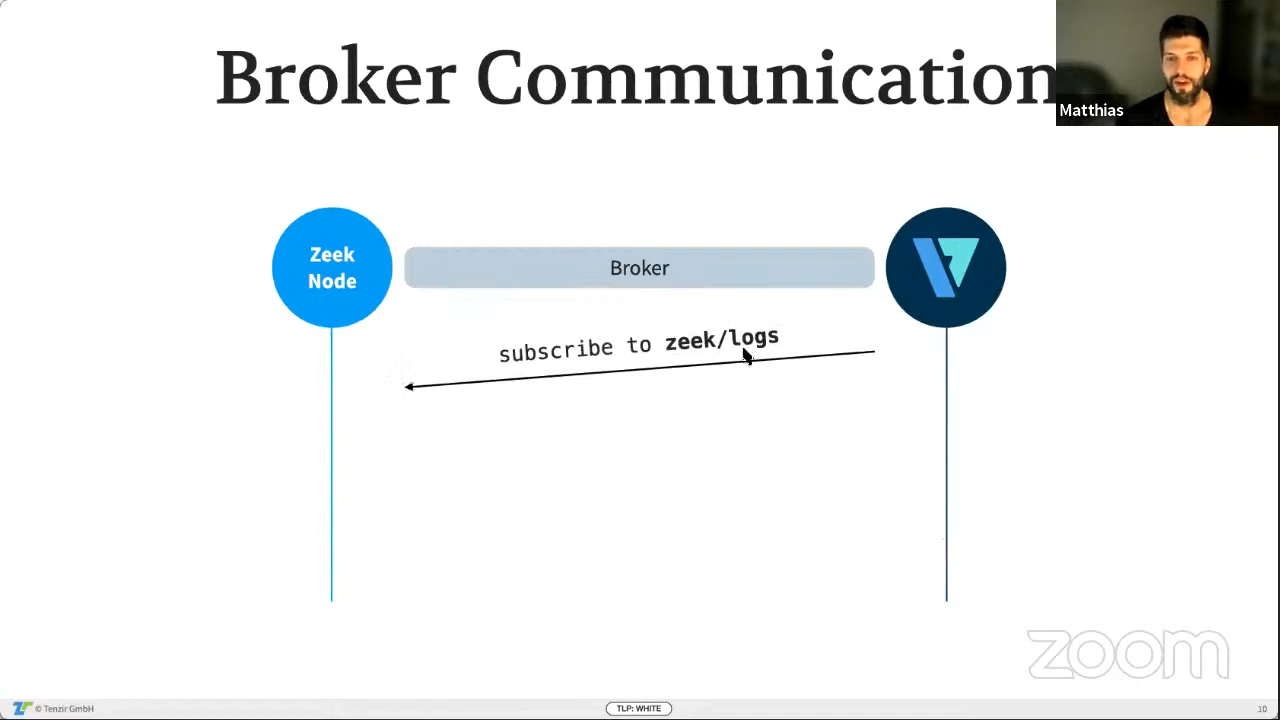 Broker Communication
Matthias
Zeek
Node
Broker
subscribe to zeek/logs
zoom
© Tenzir GmbH
TLP: WHITE
10